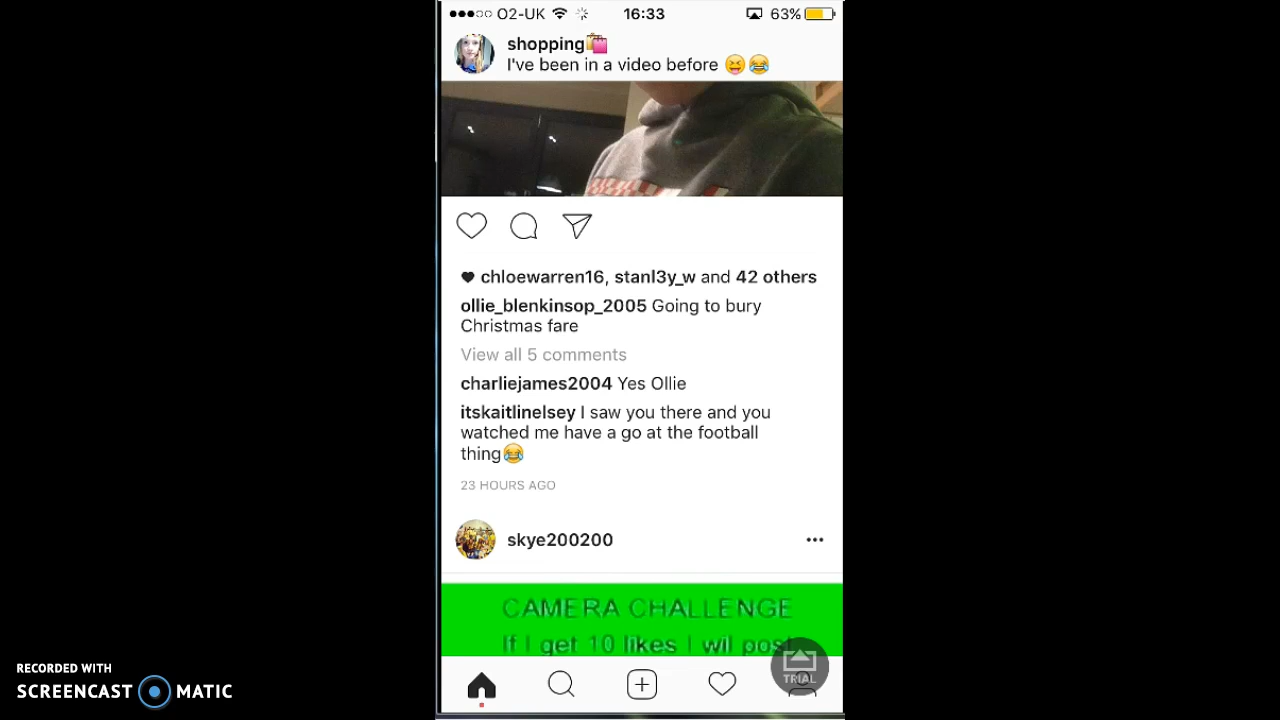 O2-UK 16:33 63%
shopping🛍
I've been in a video before 😝😂
chloewarren16, stanl3y_w and 42 others
ollie_blenkinsop_2005 Going to bury
Christmas fare
View all 5 comments
charliejames2004 Yes Ollie
itskaitlinelsey I saw you there and you
watched me have a go at the football
thing😂
23 HOURS AGO
skye200200
CAMERA CHALLENGE
If I get 10 likes I wil post
TRIAL
RECORDED WITH
SCREENCAST MATIC